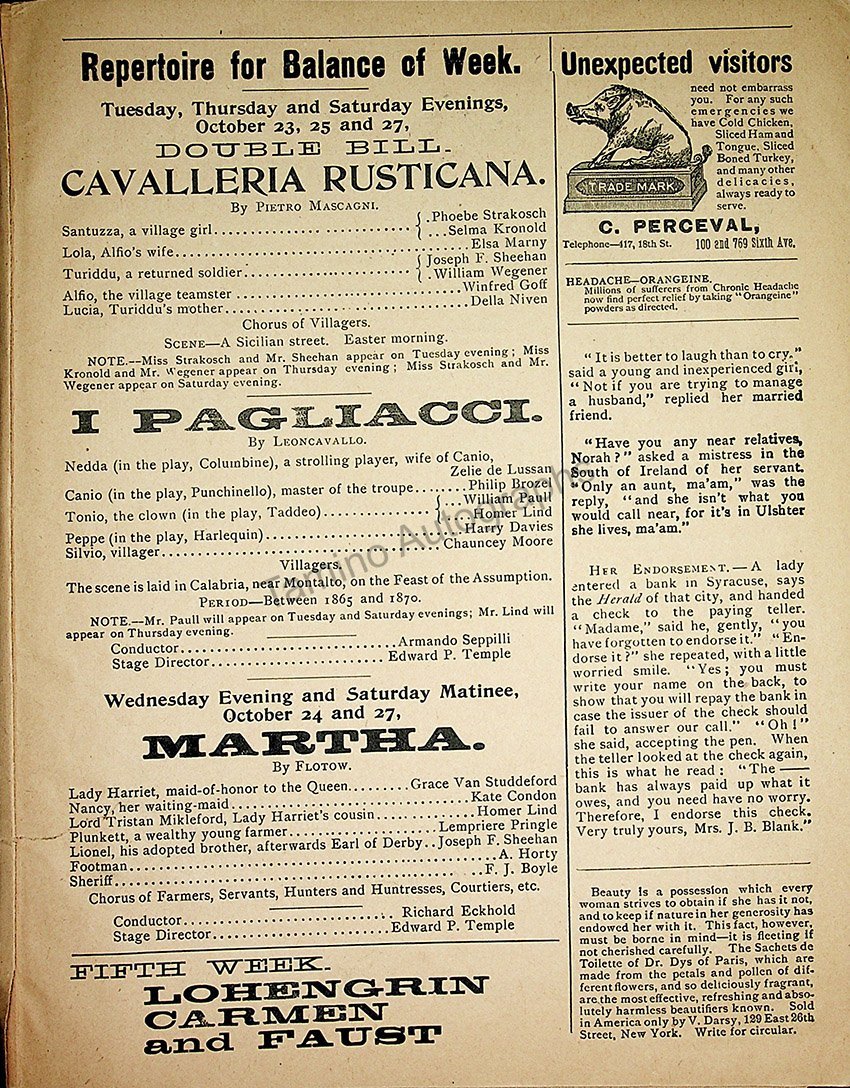 Repertoire for Balance of Week.
Tuesday, Thursday and Saturday Evenings,
October 23, 25 and 27,
DOUBLE BILL.
CAVALLERIA RUSTICANA.
By Pietro Mascagni.
Santuzza, a village girl { Phoebe Strakosch
Selma Kronold
Lola, Alfio's wife Elsa Marny
Turiddu, a returned soldier { Joseph F. Sheehan
William Wegener
Alfio, the village teamster Winfred Goff
Lucia, Turiddu's mother Della Niven
Chorus of Villagers.
Scene—A Sicilian street. Easter morning.
NOTE.—Miss Strakosch and Mr. Sheehan appear on Tuesday evening; Miss
Kronold and Mr. Wegener appear on Thursday evening; Miss Strakosch and Mr.
Wegener appear on Saturday evening.
I PAGLIACCI.
By Leoncavallo.
Nedda (in the play, Columbine), a strolling player, wife of Canio,
Zelie de Lussan
Canio (in the play, Punchinello), master of the troupe Philip Brozel
Tonio, the clown (in the play, Taddeo) { William Paull
Homer Lind
Peppe (in the play, Harlequin) Harry Davies
Silvio, villager Chauncey Moore
Villagers.
The scene is laid in Calabria, near Montalto, on the Feast of the Assumption.
Period—Between 1865 and 1870.
NOTE.—Mr. Paull will appear on Tuesday and Saturday evenings; Mr. Lind will
appear on Thursday evening.
Conductor Armando Seppilli
Stage Director Edward P. Temple
Wednesday Evening and Saturday Matinee,
October 24 and 27,
MARTHA.
By Flotow.
Lady Harriet, maid-of-honor to the Queen Grace Van Studdeford
Nancy, her waiting-maid Kate Condon
Lord Tristan Mikleford, Lady Harriet's cousin Homer Lind
Plunkett, a wealthy young farmer Lempriere Pringle
Lionel, his adopted brother, afterwards Earl of Derby Joseph F. Sheehan
Footman A. Horty
Sheriff F. J. Boyle
Chorus of Farmers, Servants, Hunters and Huntresses, Courtiers, etc.
Conductor Richard Eckhold
Stage Director Edward P. Temple
FIFTH WEEK.
LOHENGRIN
CARMEN
and FAUST
Unexpected visitors
need not embarrass
you. For any such
emergencies we
have Cold Chicken,
Sliced Ham and
Tongue, Sliced
Boned Turkey,
and many other
delicacies,
always ready to
serve.
TRADE MARK.
C. PERCEVAL,
Telephone—417, 18th St. 100 and 769 Sixth Ave.
HEADACHE—ORANGEINE.
Millions of sufferers from Chronic Headache
now find perfect relief by taking "Orangeine"
powders as directed.
"It is better to laugh than to cry,"
said a young and inexperienced girl,
"Not if you are trying to manage
a husband," replied her married
friend.
"Have you any near relatives,
Norah?" asked a mistress in the
South of Ireland of her servant.
"Only an aunt, ma'am," was the
reply, "and she isn't what you
would call near, for it's in Ulshter
she lives, ma'am."
Her Endorsement.—A lady
entered a bank in Syracuse, says
the Herald of that city, and handed
a check to the paying teller.
"Madame," said he, gently, "you
have forgotten to endorse it." "En-
dorse it?" she repeated, with a little
worried smile. "Yes; you must
write your name on the back, to
show that you will repay the bank in
case the issuer of the check should
fail to answer our call." "Oh!"
she said, accepting the pen. When
the teller looked at the check again,
this is what he read: "The ——
bank has always paid up what it
owes, and you need have no worry.
Therefore, I endorse this check.
Very truly yours, Mrs. J. B. Blank."
Beauty is a possession which every
woman strives to obtain if she has it not,
and to keep if nature in her generosity has
endowed her with it. This fact, however,
must be borne in mind—it is fleeting if
not cherished carefully. The Sachets de
Toilette of Dr. Dys of Paris, which are
made from the petals and pollen of dif-
ferent flowers, and so deliciously fragrant,
are the most effective, refreshing and abso-
lutely harmless beautifiers known. Sold
in America only by V. Darsy, 129 East 26th
Street, New York. Write for circular.
Tamino Autographs